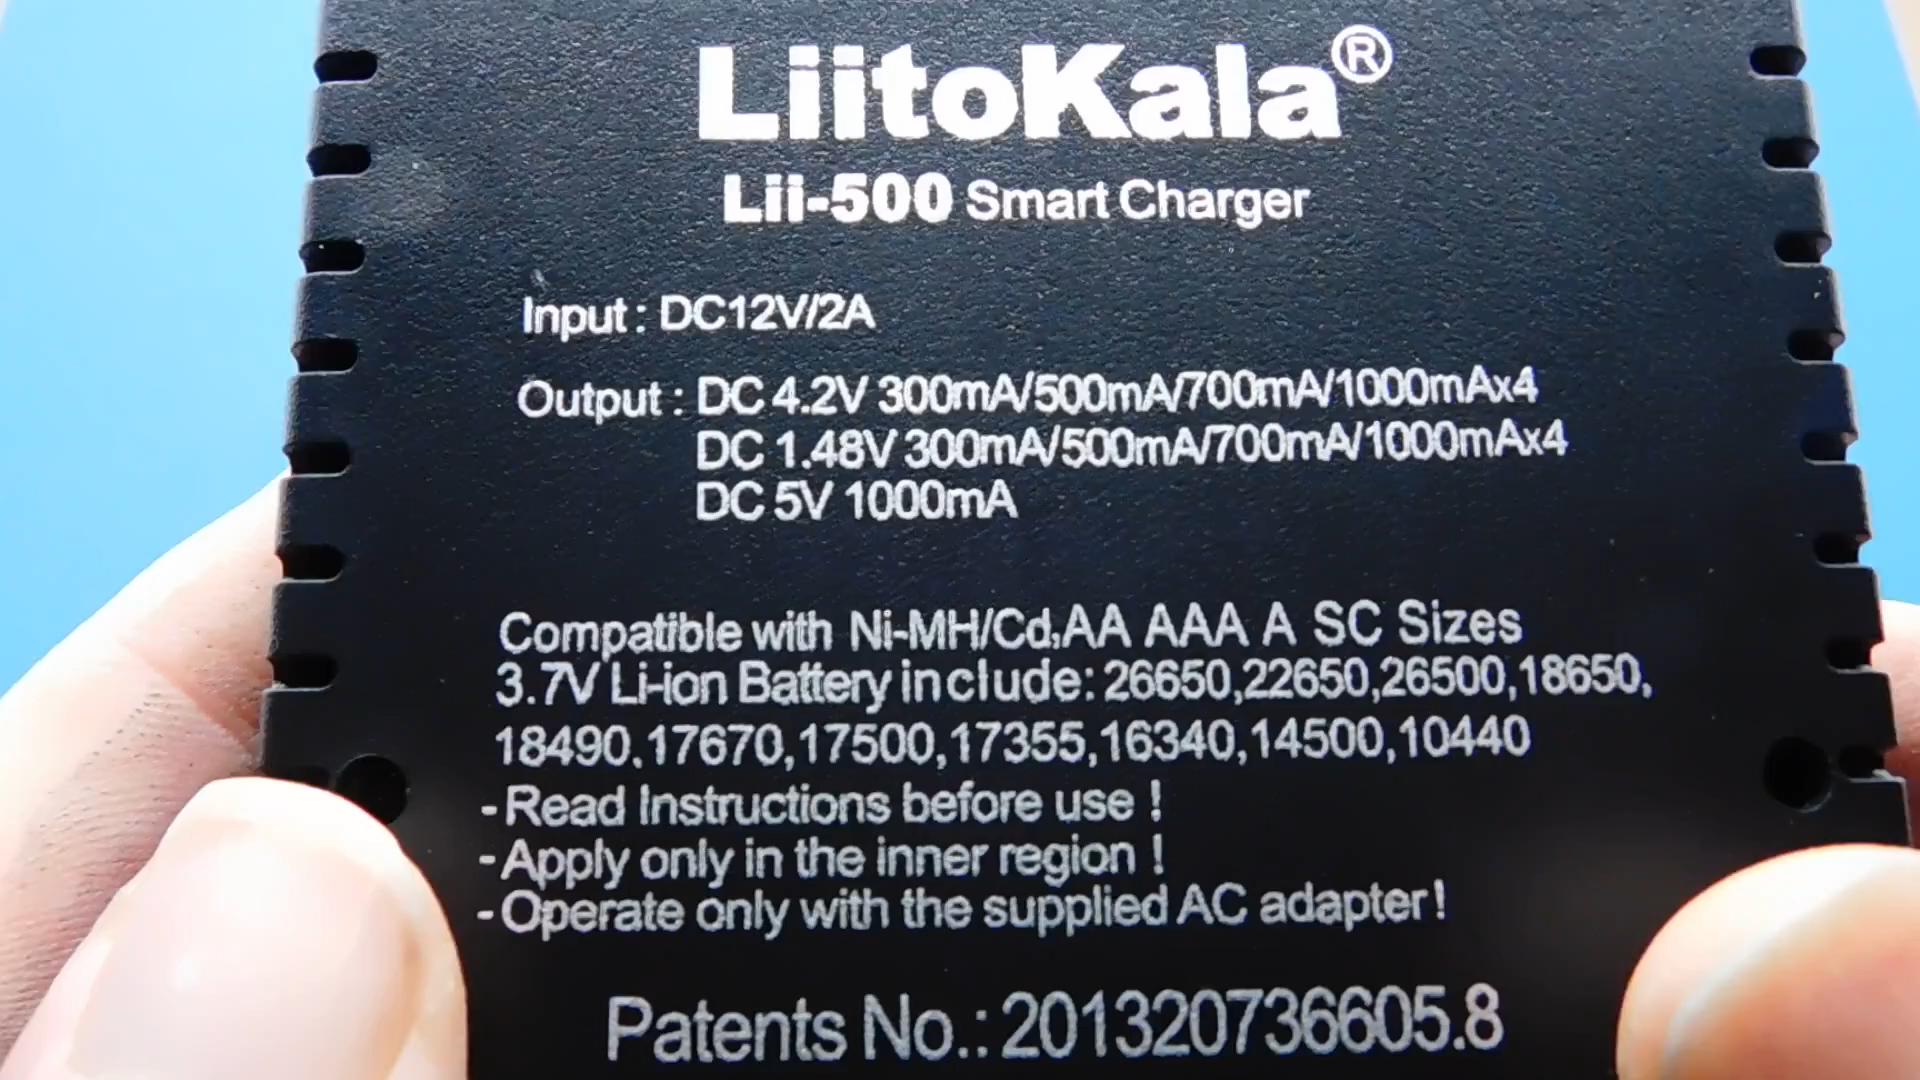 LiitoKala®
Lii-500 Smart Charger
Input : DC12V/2A
Output : DC 4.2V 300mA/500mA/700mA/1000mAx4
DC 1.48V 300mA/500mA/700mA/1000mAx4
DC 5V 1000mA
Compatible with Ni-MH/Cd,AA AAA A SC Sizes
3.7V Li-ion Battery include: 26650,22650,26500,18650,
18490,17670,17500,17355,16340,14500,10440
-Read Instructions before use !
-Apply only in the inner region !
-Operate only with the supplied AC adapter!
Patents No.: 201320736605.8